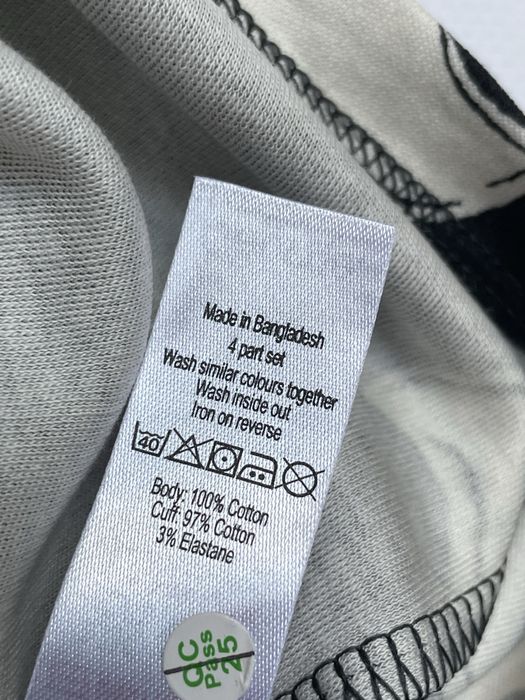 Made in Bangladesh
4 part set
Wash similar colours together
Wash inside out
Iron on reverse
40
Body: 100% Cotton
Cuff: 97% Cotton
3% Elastane
QC
Pass
25